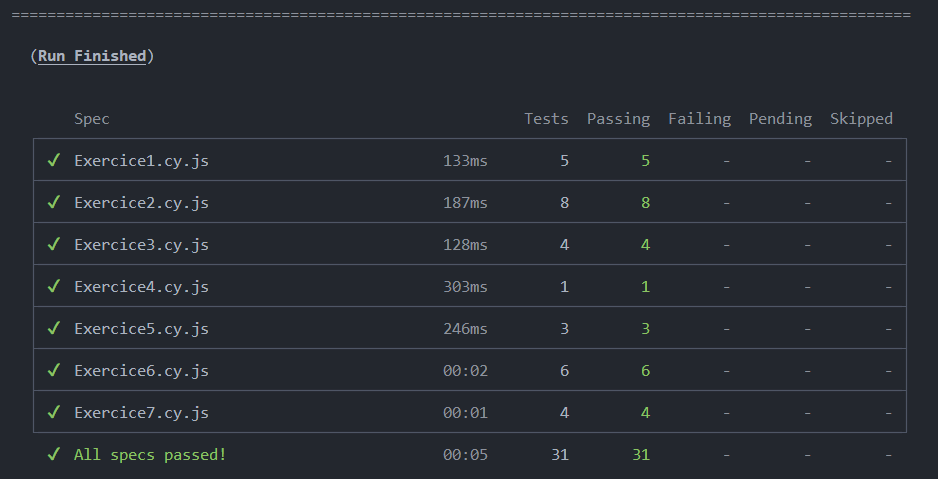 ====================================================================================================
(Run Finished)
Spec Tests Passing Failing Pending Skipped
✔ Exercice1.cy.js 133ms 5 5 - - -
✔ Exercice2.cy.js 187ms 8 8 - - -
✔ Exercice3.cy.js 128ms 4 4 - - -
✔ Exercice4.cy.js 303ms 1 1 - - -
✔ Exercice5.cy.js 246ms 3 3 - - -
✔ Exercice6.cy.js 00:02 6 6 - - -
✔ Exercice7.cy.js 00:01 4 4 - - -
✔ All specs passed! 00:05 31 31 - - -